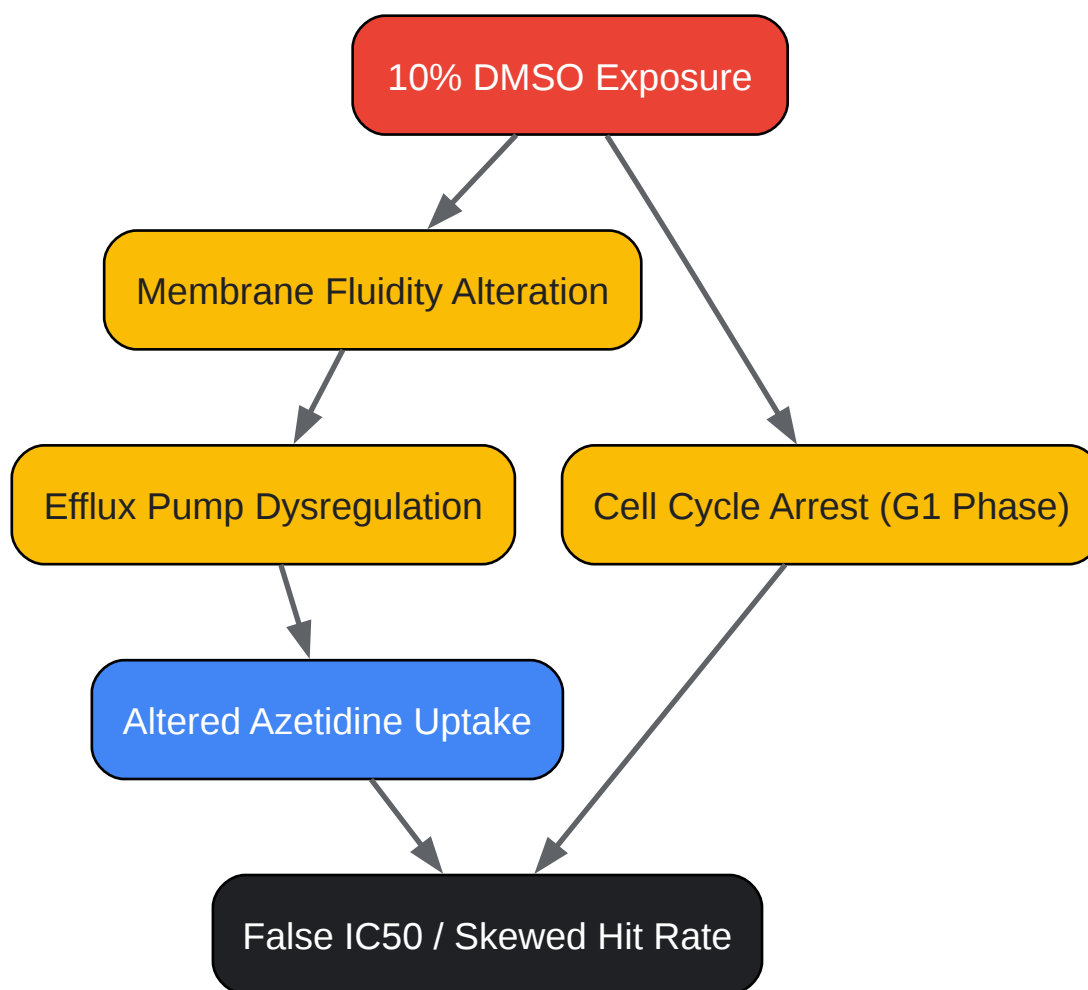 10% DMSO Exposure
Membrane Fluidity Alteration
Efflux Pump Dysregulation
Cell Cycle Arrest (G1 Phase)
Altered Azetidine Uptake
False IC50 / Skewed Hit Rate